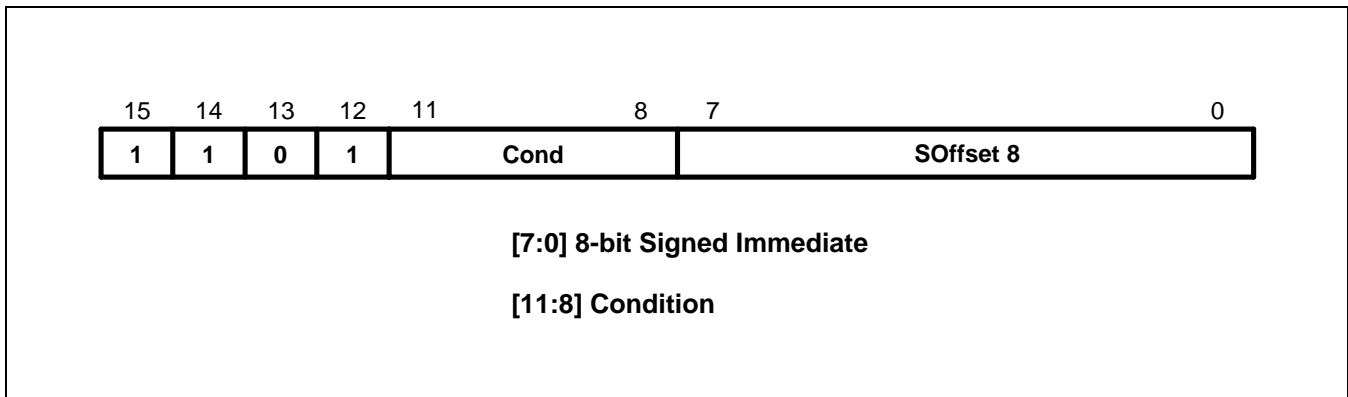 15 14 13 12 11 8 7 0
1 1 0 1 Cond SOffset 8
[7:0] 8-bit Signed Immediate
[11:8] Condition